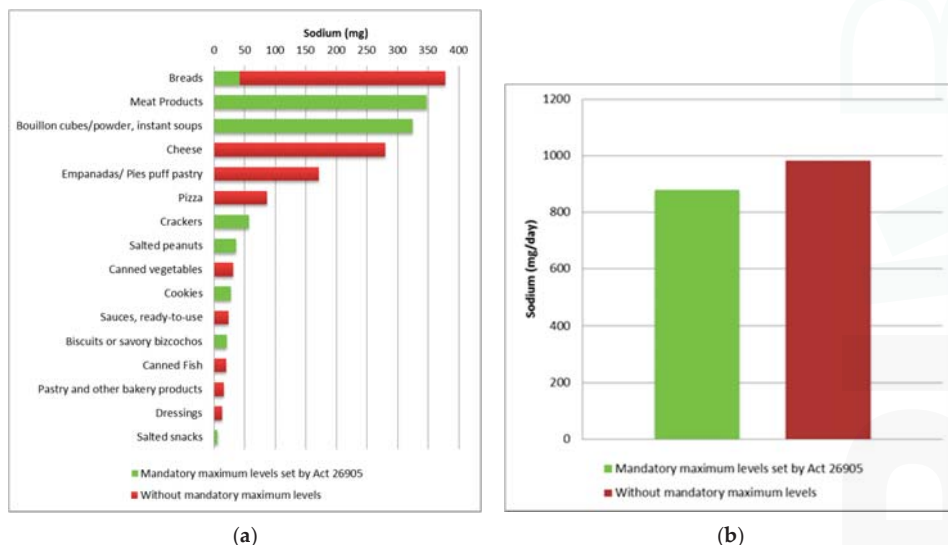 Sodium (mg)
0 50 100 150 200 250 300 350 400
Breads
Meat Products
Bouillon cubes/powder, instant soups
Cheese
Empanadas/ Pies puff pastry
Pizza
Crackers
Salted peanuts
Canned vegetables
Cookies
Sauces, ready-to-use
Biscuits or savory bizcochos
Canned Fish
Pastry and other bakery products
Dressings
Salted snacks
Mandatory maximum levels set by Act 26905
Without mandatory maximum levels
(a)
Sodium (mg/day)
1200
1000
800
600
400
200
0
Mandatory maximum levels set by Act 26905
Without mandatory maximum levels
(b)